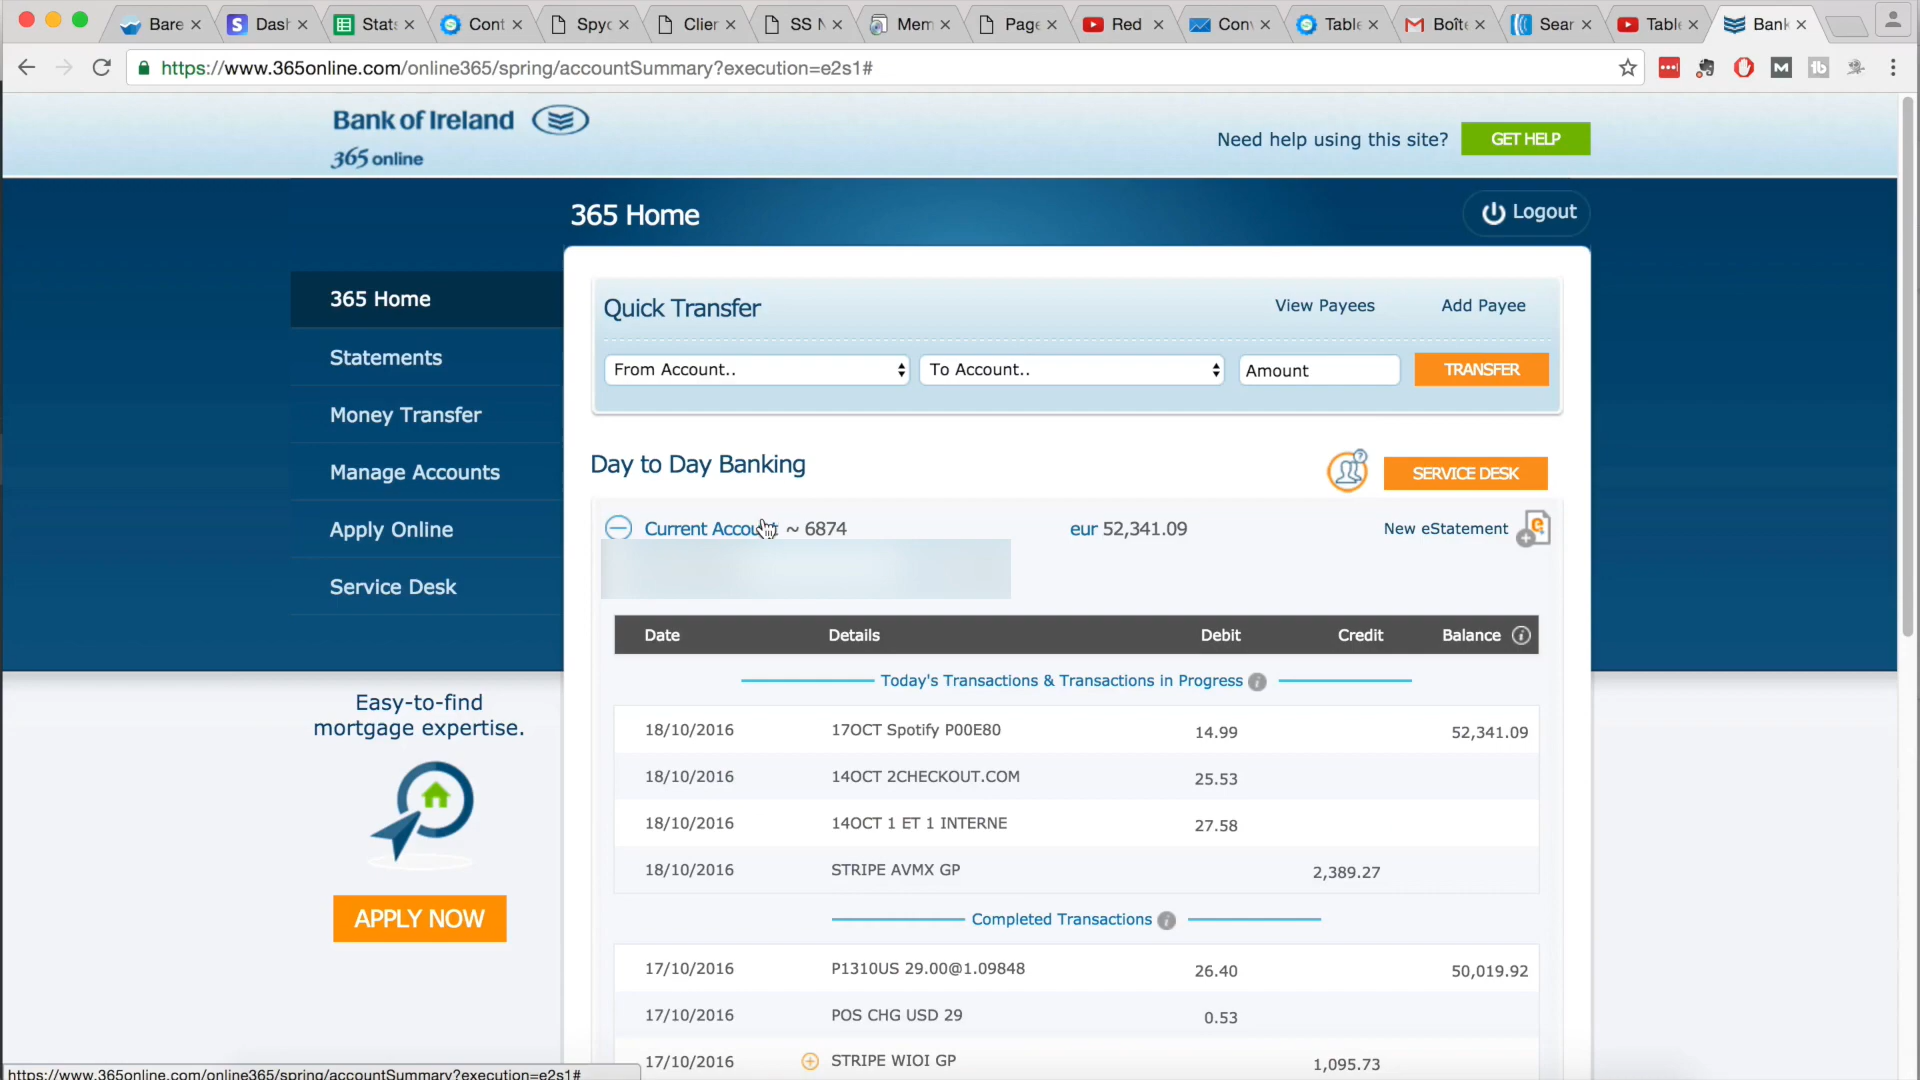 Bare
Dash
Stats
Cont
Spyc
Clien
SS N
Mem
Page
Red
Conv
Table
Boît
Sear
Table
Bank
https://www.365online.com/online365/spring/accountSummary?execution=e2s1#
Bank of Ireland
365 online
Need help using this site?
GET HELP
365 Home
Logout
365 Home
Statements
Money Transfer
Manage Accounts
Apply Online
Service Desk
Easy-to-find
mortgage expertise.
APPLY NOW
Quick Transfer
View Payees
Add Payee
From Account..
To Account..
Amount
TRANSFER
Day to Day Banking
SERVICE DESK
Current Account ~ 6874 eur 52,341.09 New eStatement
Date Details Debit Credit Balance
Today's Transactions & Transactions in Progress
18/10/2016 17OCT Spotify P00E80 14.99 52,341.09
18/10/2016 14OCT 2CHECKOUT.COM 25.53
18/10/2016 14OCT 1 ET 1 INTERNE 27.58
18/10/2016 STRIPE AVMX GP 2,389.27
Completed Transactions
17/10/2016 P1310US 29.00@1.09848 26.40 50,019.92
17/10/2016 POS CHG USD 29 0.53
17/10/2016 STRIPE WIOI GP 1,095.73
https://www.365online.com/online365/spring/accountSummary?execution=e2s1#